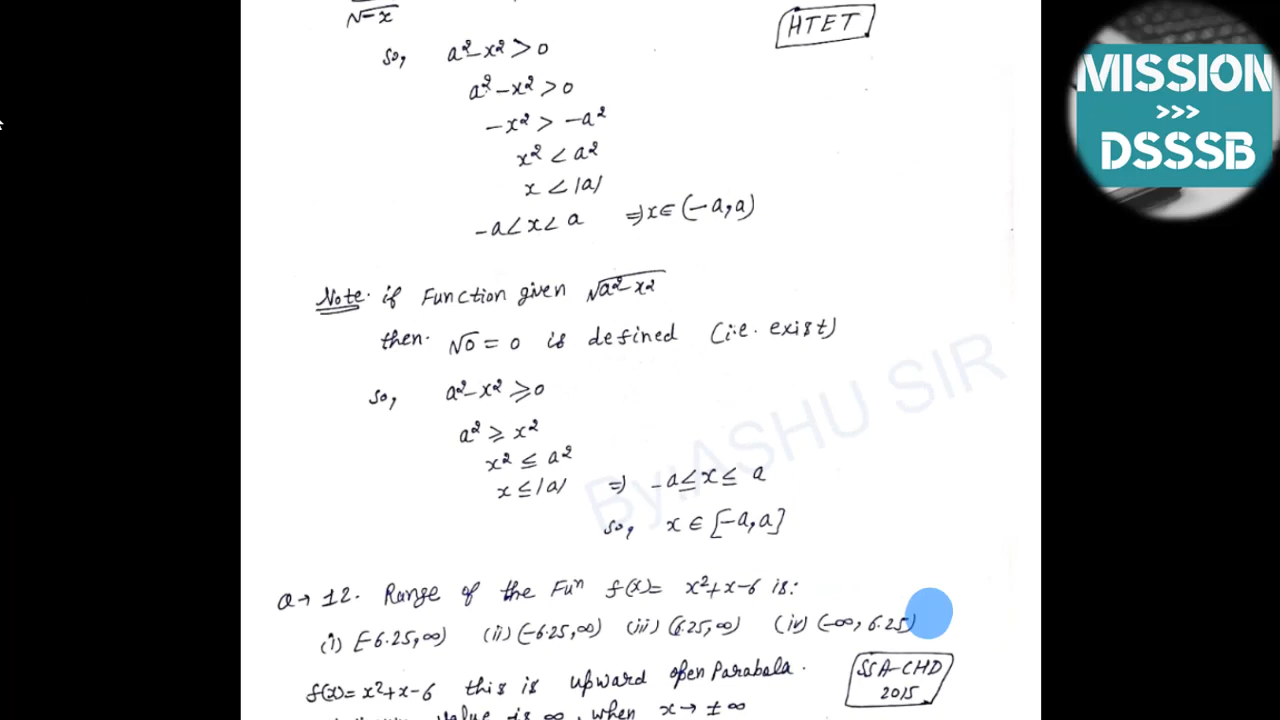 √-x
HTET
so, a²-x² > 0
a²-x² > 0
-x² > -a²
x² < a²
x < |a|
-a < x < a ⇒ x ∈ (-a, a)
Note. if Function given √a²-x²
then. √0 = 0 is defined (i.e. exist)
so, a²-x² ≥ 0
a² ≥ x²
x² ≤ a²
x ≤ |a| ⇒ -a ≤ x ≤ a
so, x ∈ [-a, a]
Q→ 12. Range of the Fuⁿ f(x) = x²+x-6 is:
(i) [-6.25, ∞) (ii) (-6.25, ∞) (iii) (6.25, ∞) (iv) (-∞, 6.25)
f(x) = x²+x-6 this is upward open Parabola.
SSA-CHD
2015
value is ∞, when x → ± ∞
By:ASHU SIR
MISSION
>>>
DSSSB